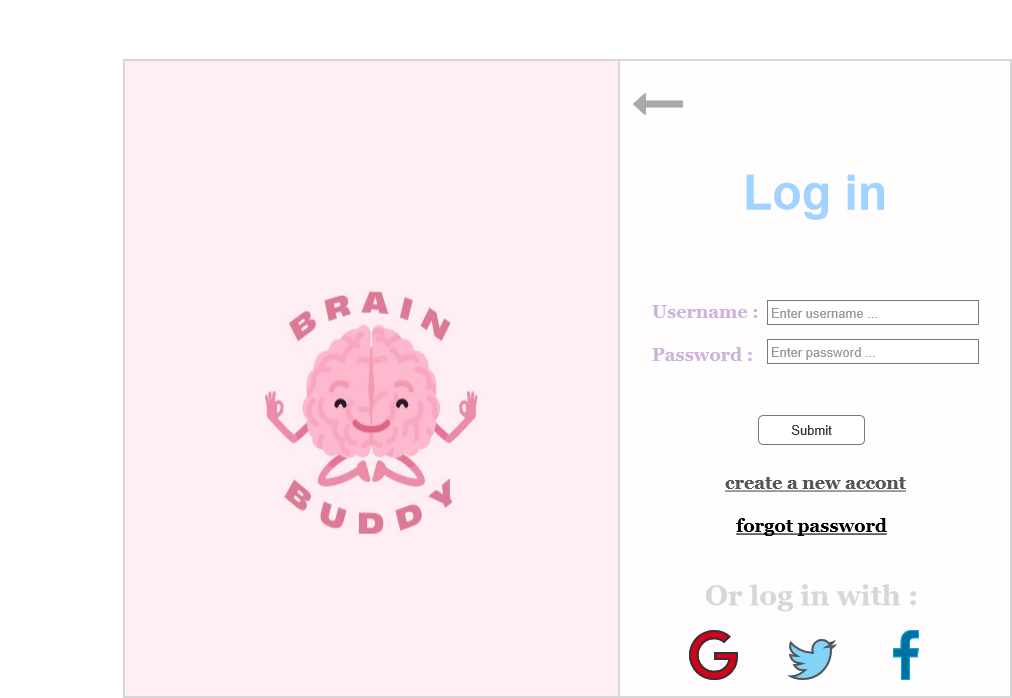 BRAIN
BUDDY
Log in
Username :
Enter username ...
Password :
Enter password ...
Submit
create a new accont
forgot password
Or log in with :